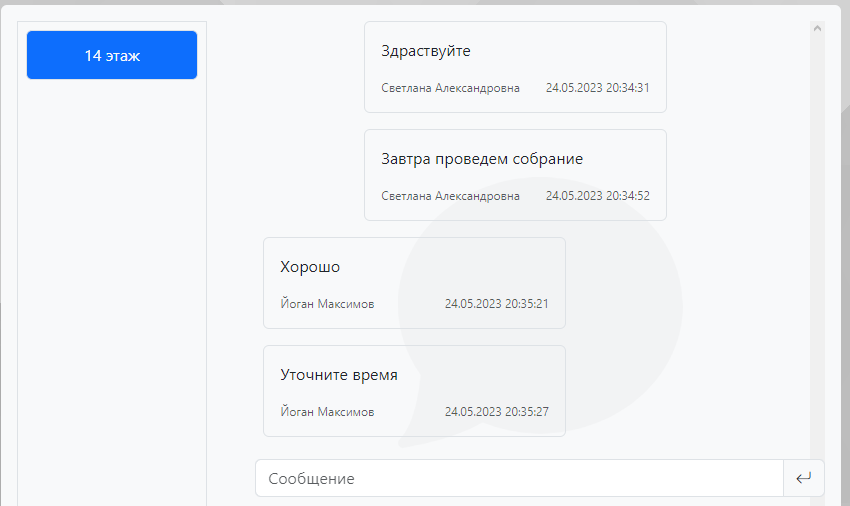 14 этаж
Здраствуйте
Светлана Александровна 24.05.2023 20:34:31
Завтра проведем собрание
Светлана Александровна 24.05.2023 20:34:52
Хорошо
Йоган Максимов 24.05.2023 20:35:21
Уточните время
Йоган Максимов 24.05.2023 20:35:27
Сообщение